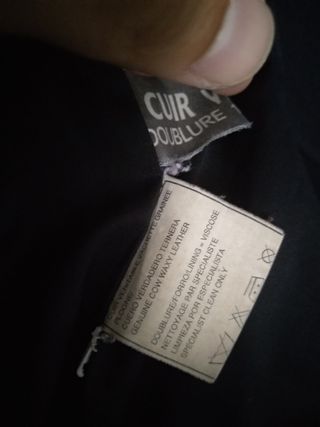 CUIR
DOUBLURE
GRAINEE
CUERO VERDADERO TERNERA
GENUINE COW WAXY LEATHER
DOUBLURE/FORRO/LINING = VISCOSE
NETTOYAGE PAR SPECIALISTE
LIMPIEZA POR ESPECIALISTA
SPECIALIST CLEAN ONLY